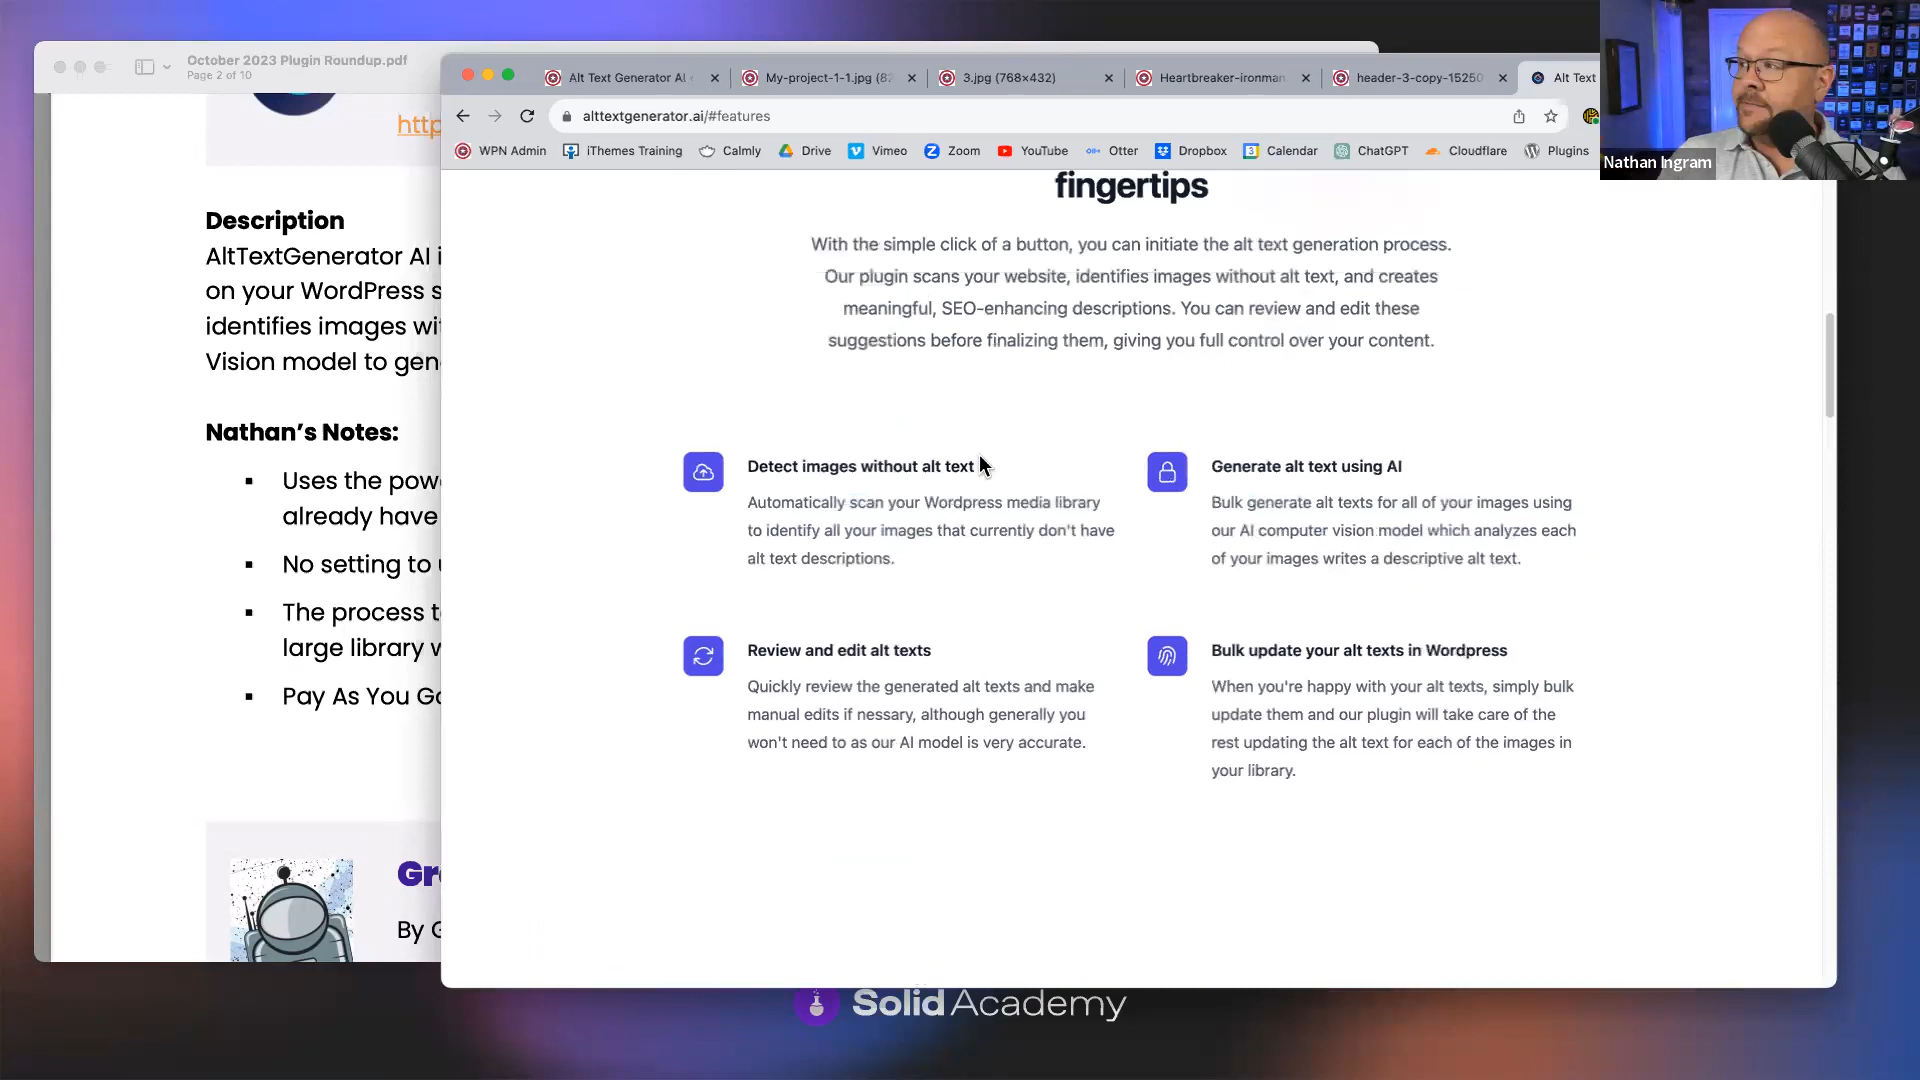 October 2023 Plugin Roundup.pdf
Page 2 of 10
http
Description
AltTextGenerator AI i
on your WordPress s
identifies images wi
Vision model to gen
Nathan's Notes:
▪ Uses the pow
already have
▪ No setting to
▪ The process t
large library
▪ Pay As You Go
Gr
By G
Alt Text Generator AI
My-project-1-1.jpg (82
3.jpg (768×432)
Heartbreaker-ironman
header-3-copy-15250
Alt Text
alttextgenerator.ai/#features
WPN Admin
iThemes Training
Calmly
Drive
Vimeo
Zoom
YouTube
Otter
Dropbox
Calendar
ChatGPT
Cloudflare
Plugins
fingertips
With the simple click of a button, you can initiate the alt text generation process.
Our plugin scans your website, identifies images without alt text, and creates
meaningful, SEO-enhancing descriptions. You can review and edit these
suggestions before finalizing them, giving you full control over your content.
Detect images without alt text
Automatically scan your Wordpress media library
to identify all your images that currently don't have
alt text descriptions.
Generate alt text using AI
Bulk generate alt texts for all of your images using
our AI computer vision model which analyzes each
of your images writes a descriptive alt text.
Review and edit alt texts
Quickly review the generated alt texts and make
manual edits if nessary, although generally you
won't need to as our AI model is very accurate.
Bulk update your alt texts in Wordpress
When you're happy with your alt texts, simply bulk
update them and our plugin will take care of the
rest updating the alt text for each of the images in
your library.
Nathan Ingram
Solid Academy